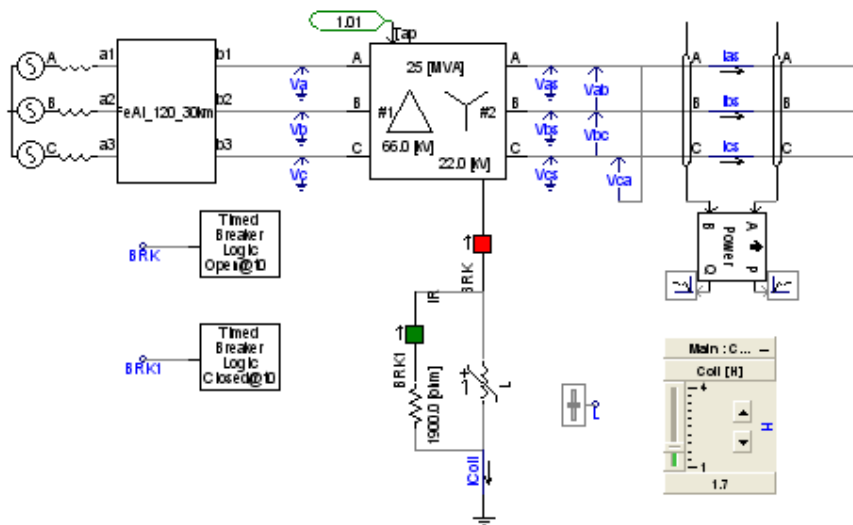 1.01
Tap
A
a1
b1
A
25 [MVA]
A
A
Ias
A
Va
Vas
Vab
B
a2
FeAl_120_30km
b2
B
#1
#2
B
B
Ibs
B
Vb
Vbs
Vbc
C
a3
b3
C
66.0 [kV]
22.0 [kV]
C
C
Ics
C
Vc
Vcs
Vca
B
A
Power
Q
P
BRK
Timed
Breaker
Logic
Open@10
BRK
IR
BRK1
Timed
Breaker
Logic
Closed@10
BRK1
1900.0 [ohm]
+
L
L
ICoil
Main : C...
Coil [H]
4
1
H
1.7